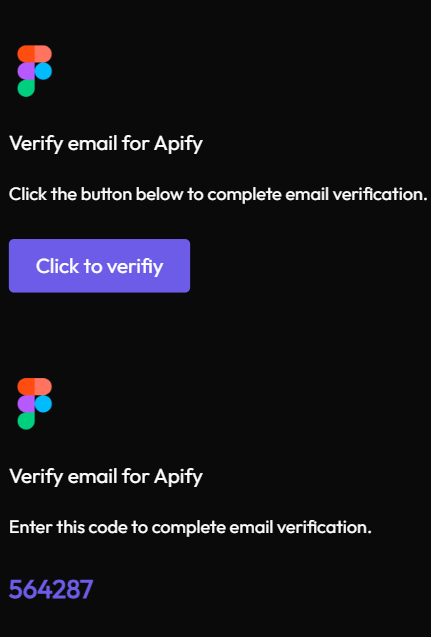 Verify email for Apify
Click the button below to complete email verification.
Click to verifiy
Verify email for Apify
Enter this code to complete email verification.
564287